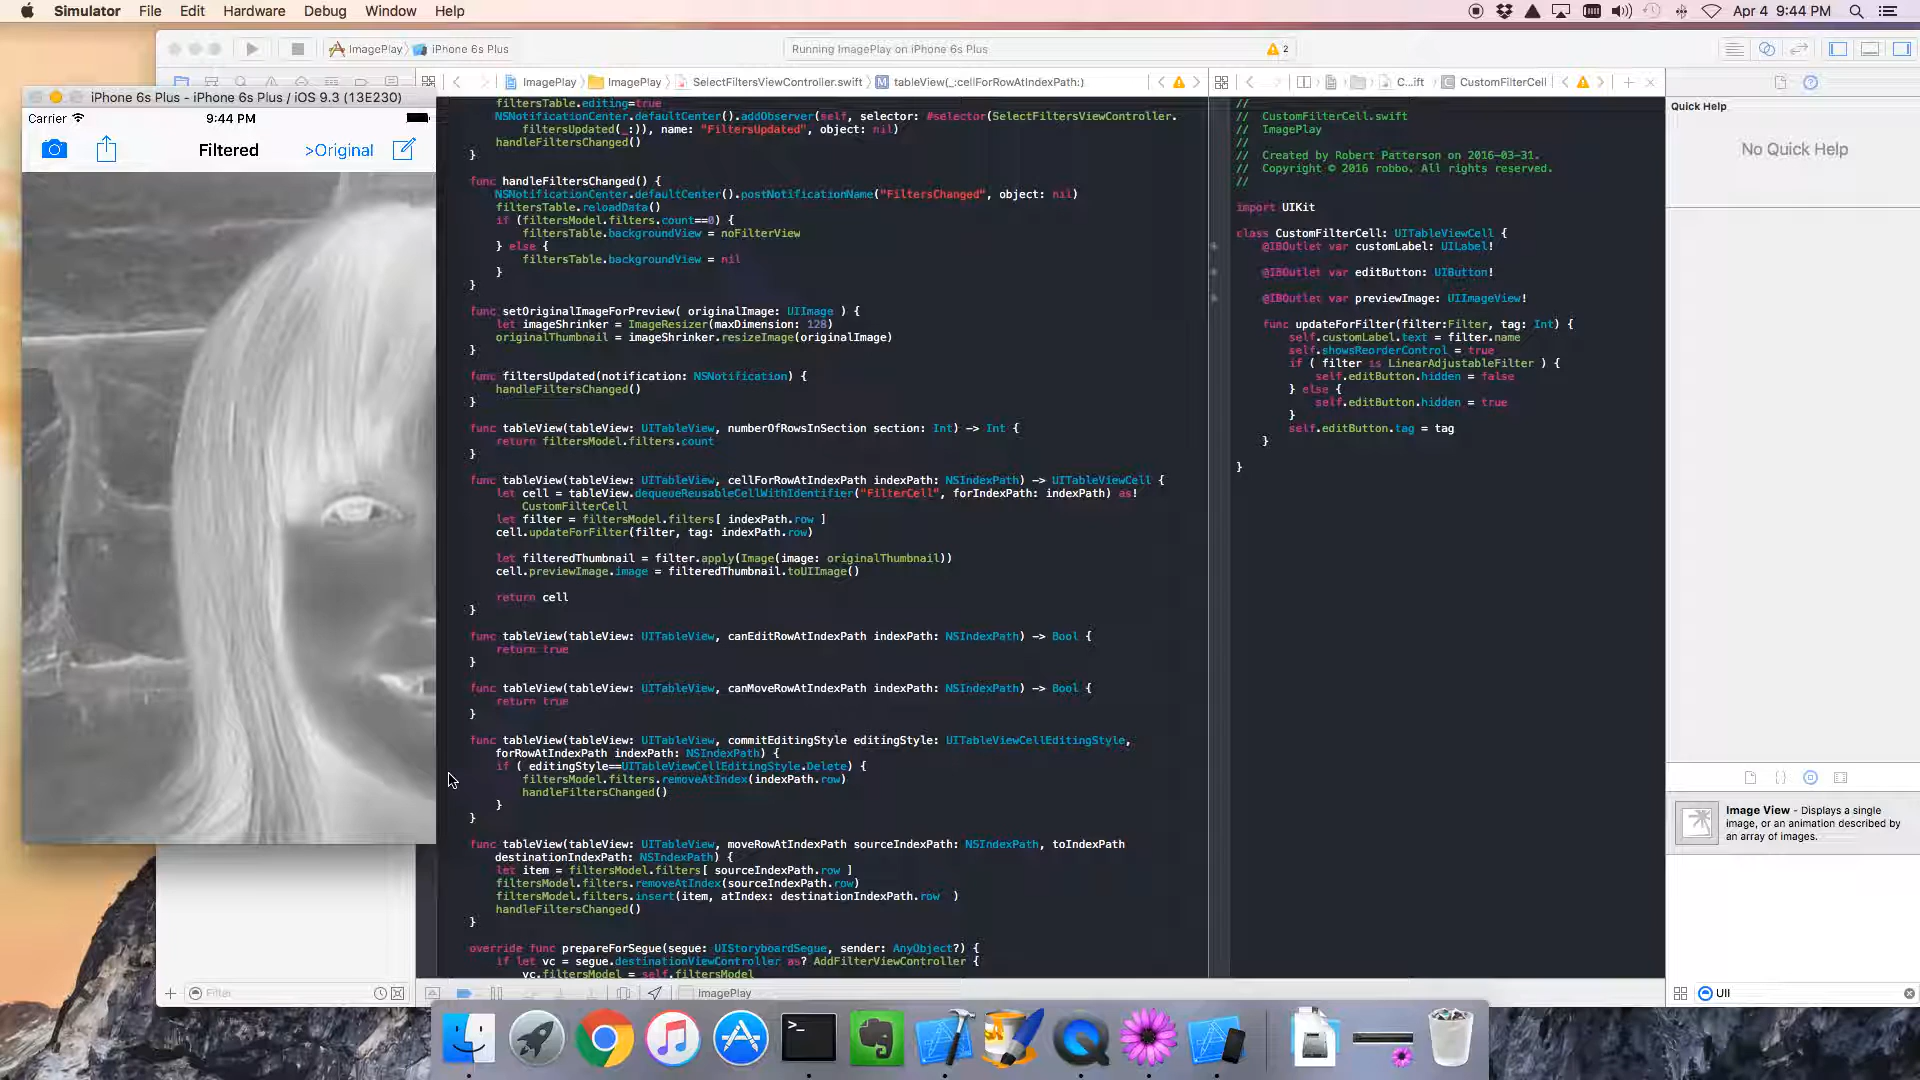 Simulator File Edit Hardware Debug Window Help
Apr 4 9:44 PM
ImagePlay
iPhone 6s Plus
Running ImagePlay on iPhone 6s Plus
2
ImagePlay ImagePlay SelectFiltersViewController.swift tableView(_:cellForRowAtIndexPath:)
C...ift CustomFilterCell
iPhone 6s Plus - iPhone 6s Plus / iOS 9.3 (13E230)
Carrier 9:44 PM
Filtered >Original
filtersTable.editing=true
NSNotificationCenter.defaultCenter().addObserver(self, selector: #selector(SelectFiltersViewController.
filtersUpdated(_:)), name: "FiltersUpdated", object: nil)
handleFiltersChanged()
}
func handleFiltersChanged() {
NSNotificationCenter.defaultCenter().postNotificationName("FiltersChanged", object: nil)
filtersTable.reloadData()
if (filtersModel.filters.count==0) {
filtersTable.backgroundView = noFilterView
} else {
filtersTable.backgroundView = nil
}
}
func setOriginalImageForPreview( originalImage: UIImage ) {
let imageShrinker = ImageResizer(maxDimension: 128)
originalThumbnail = imageShrinker.resizeImage(originalImage)
}
func filtersUpdated(notification: NSNotification) {
handleFiltersChanged()
}
func tableView(tableView: UITableView, numberOfRowsInSection section: Int) -> Int {
return filtersModel.filters.count
}
func tableView(tableView: UITableView, cellForRowAtIndexPath indexPath: NSIndexPath) -> UITableViewCell {
let cell = tableView.dequeueReusableCellWithIdentifier("FilterCell", forIndexPath: indexPath) as!
CustomFilterCell
let filter = filtersModel.filters[ indexPath.row ]
cell.updateForFilter(filter, tag: indexPath.row)
let filteredThumbnail = filter.apply(Image(image: originalThumbnail))
cell.previewImage.image = filteredThumbnail.toUIImage()
return cell
}
func tableView(tableView: UITableView, canEditRowAtIndexPath indexPath: NSIndexPath) -> Bool {
return true
}
func tableView(tableView: UITableView, canMoveRowAtIndexPath indexPath: NSIndexPath) -> Bool {
return true
}
func tableView(tableView: UITableView, commitEditingStyle editingStyle: UITableViewCellEditingStyle,
forRowAtIndexPath indexPath: NSIndexPath) {
if ( editingStyle==UITableViewCellEditingStyle.Delete) {
filtersModel.filters.removeAtIndex(indexPath.row)
handleFiltersChanged()
}
}
func tableView(tableView: UITableView, moveRowAtIndexPath sourceIndexPath: NSIndexPath, toIndexPath
destinationIndexPath: NSIndexPath) {
let item = filtersModel.filters[ sourceIndexPath.row ]
filtersModel.filters.removeAtIndex(sourceIndexPath.row)
filtersModel.filters.insert(item, atIndex: destinationIndexPath.row )
handleFiltersChanged()
}
override func prepareForSegue(segue: UIStoryboardSegue, sender: AnyObject?) {
if let vc = segue.destinationViewController as? AddFilterViewController {
vc.filtersModel = self.filtersModel
//
// CustomFilterCell.swift
// ImagePlay
//
// Created by Robert Patterson on 2016-03-31.
// Copyright © 2016 robbo. All rights reserved.
//
import UIKit
class CustomFilterCell: UITableViewCell {
@IBOutlet var customLabel: UILabel!
@IBOutlet var editButton: UIButton!
@IBOutlet var previewImage: UIImageView!
func updateForFilter(filter:Filter, tag: Int) {
self.customLabel.text = filter.name
self.showsReorderControl = true
if ( filter is LinearAdjustableFilter ) {
self.editButton.hidden = false
} else {
self.editButton.hidden = true
}
self.editButton.tag = tag
}
}
Quick Help
No Quick Help
Image View - Displays a single
image, or an animation described by
an array of images.
Filter
ImagePlay
UII